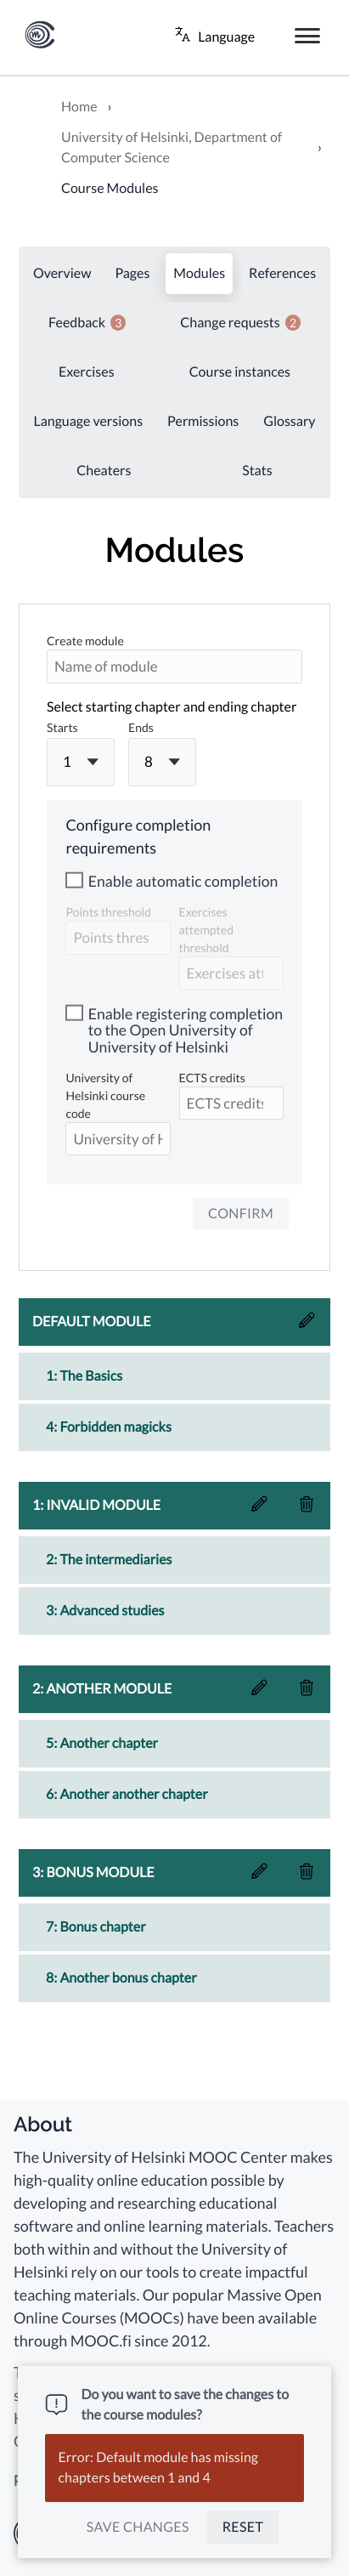 Language
Home ›
University of Helsinki, Department of
Computer Science ›
Course Modules
Overview Pages Modules References
Feedback 3 Change requests 2
Exercises Course instances
Language versions Permissions Glossary
Cheaters Stats
Modules
Create module
Name of module
Select starting chapter and ending chapter
Starts Ends
1 8
Configure completion
requirements
Enable automatic completion
Points threshold
Points thres
Exercises
attempted
threshold
Exercises att
Enable registering completion
to the Open University of
University of Helsinki
University of
Helsinki course
code
University of H
ECTS credits
ECTS credits
CONFIRM
DEFAULT MODULE
1: The Basics
4: Forbidden magicks
1: INVALID MODULE
2: The intermediaries
3: Advanced studies
2: ANOTHER MODULE
5: Another chapter
6: Another another chapter
3: BONUS MODULE
7: Bonus chapter
8: Another bonus chapter
About
The University of Helsinki MOOC Center makes
high-quality online education possible by
developing and researching educational
software and online learning materials. Teachers
both within and without the University of
Helsinki rely on our tools to create impactful
teaching materials. Our popular Massive Open
Online Courses (MOOCs) have been available
through MOOC.fi since 2012.
Do you want to save the changes to
the course modules?
Error: Default module has missing
chapters between 1 and 4
SAVE CHANGES RESET